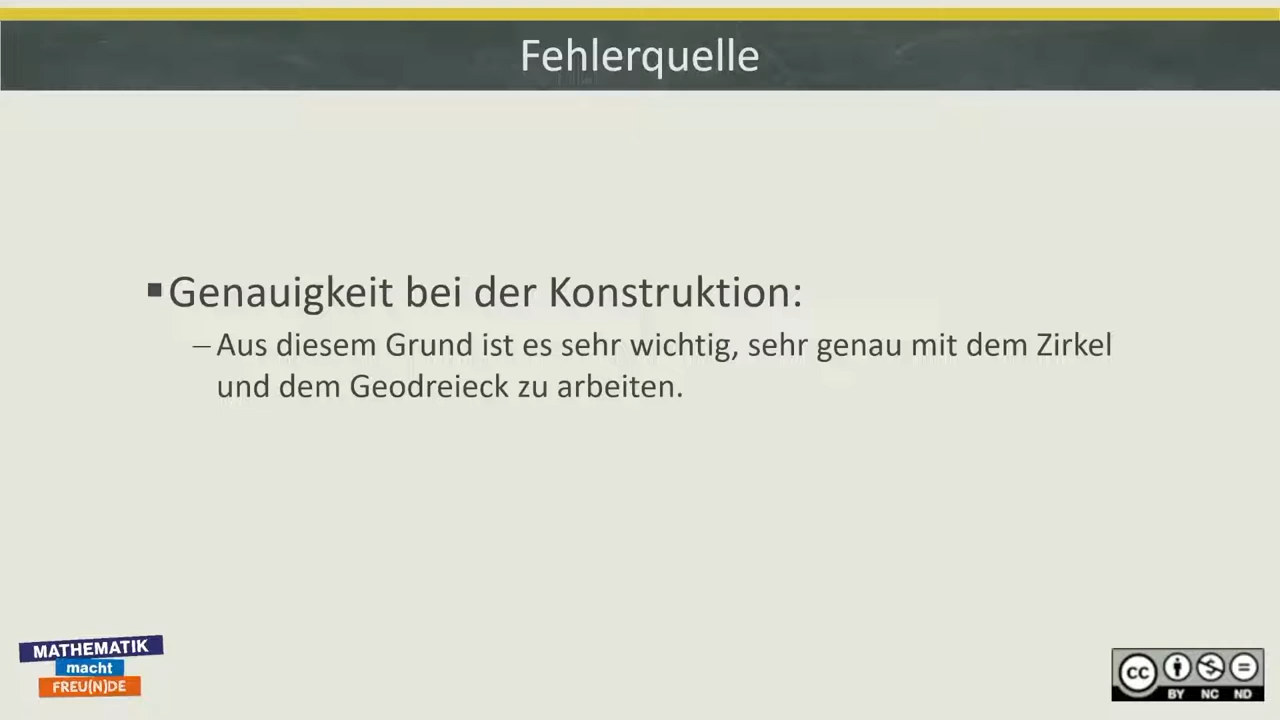 Fehlerquelle
▪Genauigkeit bei der Konstruktion:
–Aus diesem Grund ist es sehr wichtig, sehr genau mit dem Zirkel
und dem Geodreieck zu arbeiten.
MATHEMATIK
macht
FREU(N)DE
cc
BY NC ND